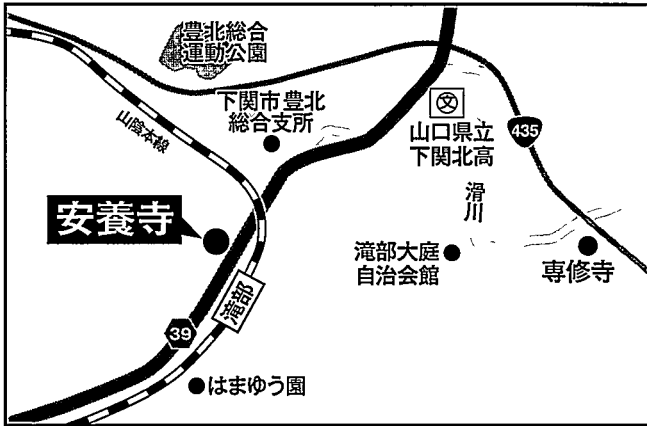 豊北総合
運動公園
下関市豊北
総合支所
山陰本線
文
山口県立
下関北高
435
滑川
安養寺
滝部大庭
自治会館
専修寺
滝部
39
はまゆう園